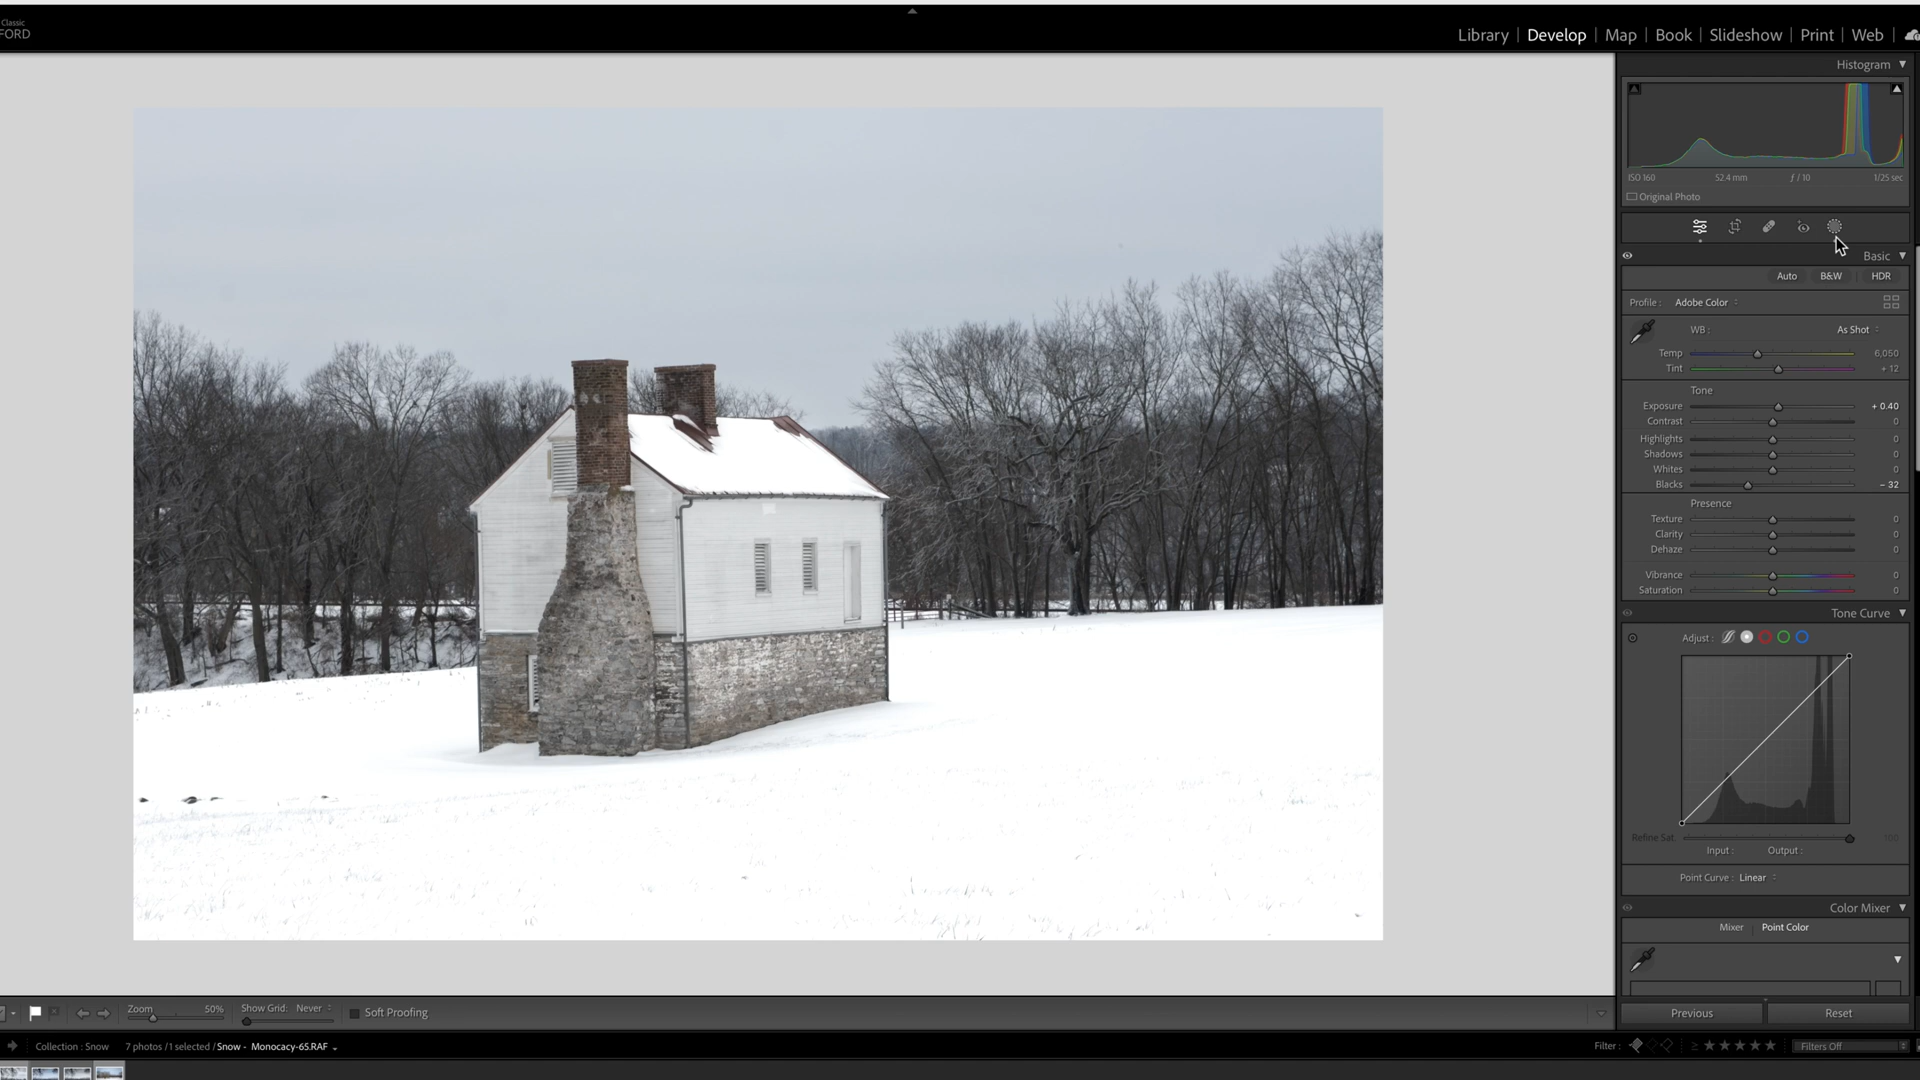 Classic
FORD
Library | Develop | Map | Book | Slideshow | Print | Web |
Histogram
ISO 160 52.4 mm ƒ / 10 1/25 sec
Original Photo
Basic
Auto B&W HDR
Profile : Adobe Color
WB : As Shot
Temp 6,050
Tint + 12
Tone
Exposure + 0.40
Contrast 0
Highlights 0
Shadows 0
Whites 0
Blacks – 32
Presence
Texture 0
Clarity 0
Dehaze 0
Vibrance 0
Saturation 0
Tone Curve
Adjust :
Refine Sat. 100
Input : Output :
Point Curve : Linear
Color Mixer
Mixer | Point Color
Zoom 50% Show Grid: Never Soft Proofing
Previous Reset
Collection : Snow 7 photos / 1 selected / Snow - Monocacy-65.RAF
Filter : ≥ ★★★★★ Filters Off